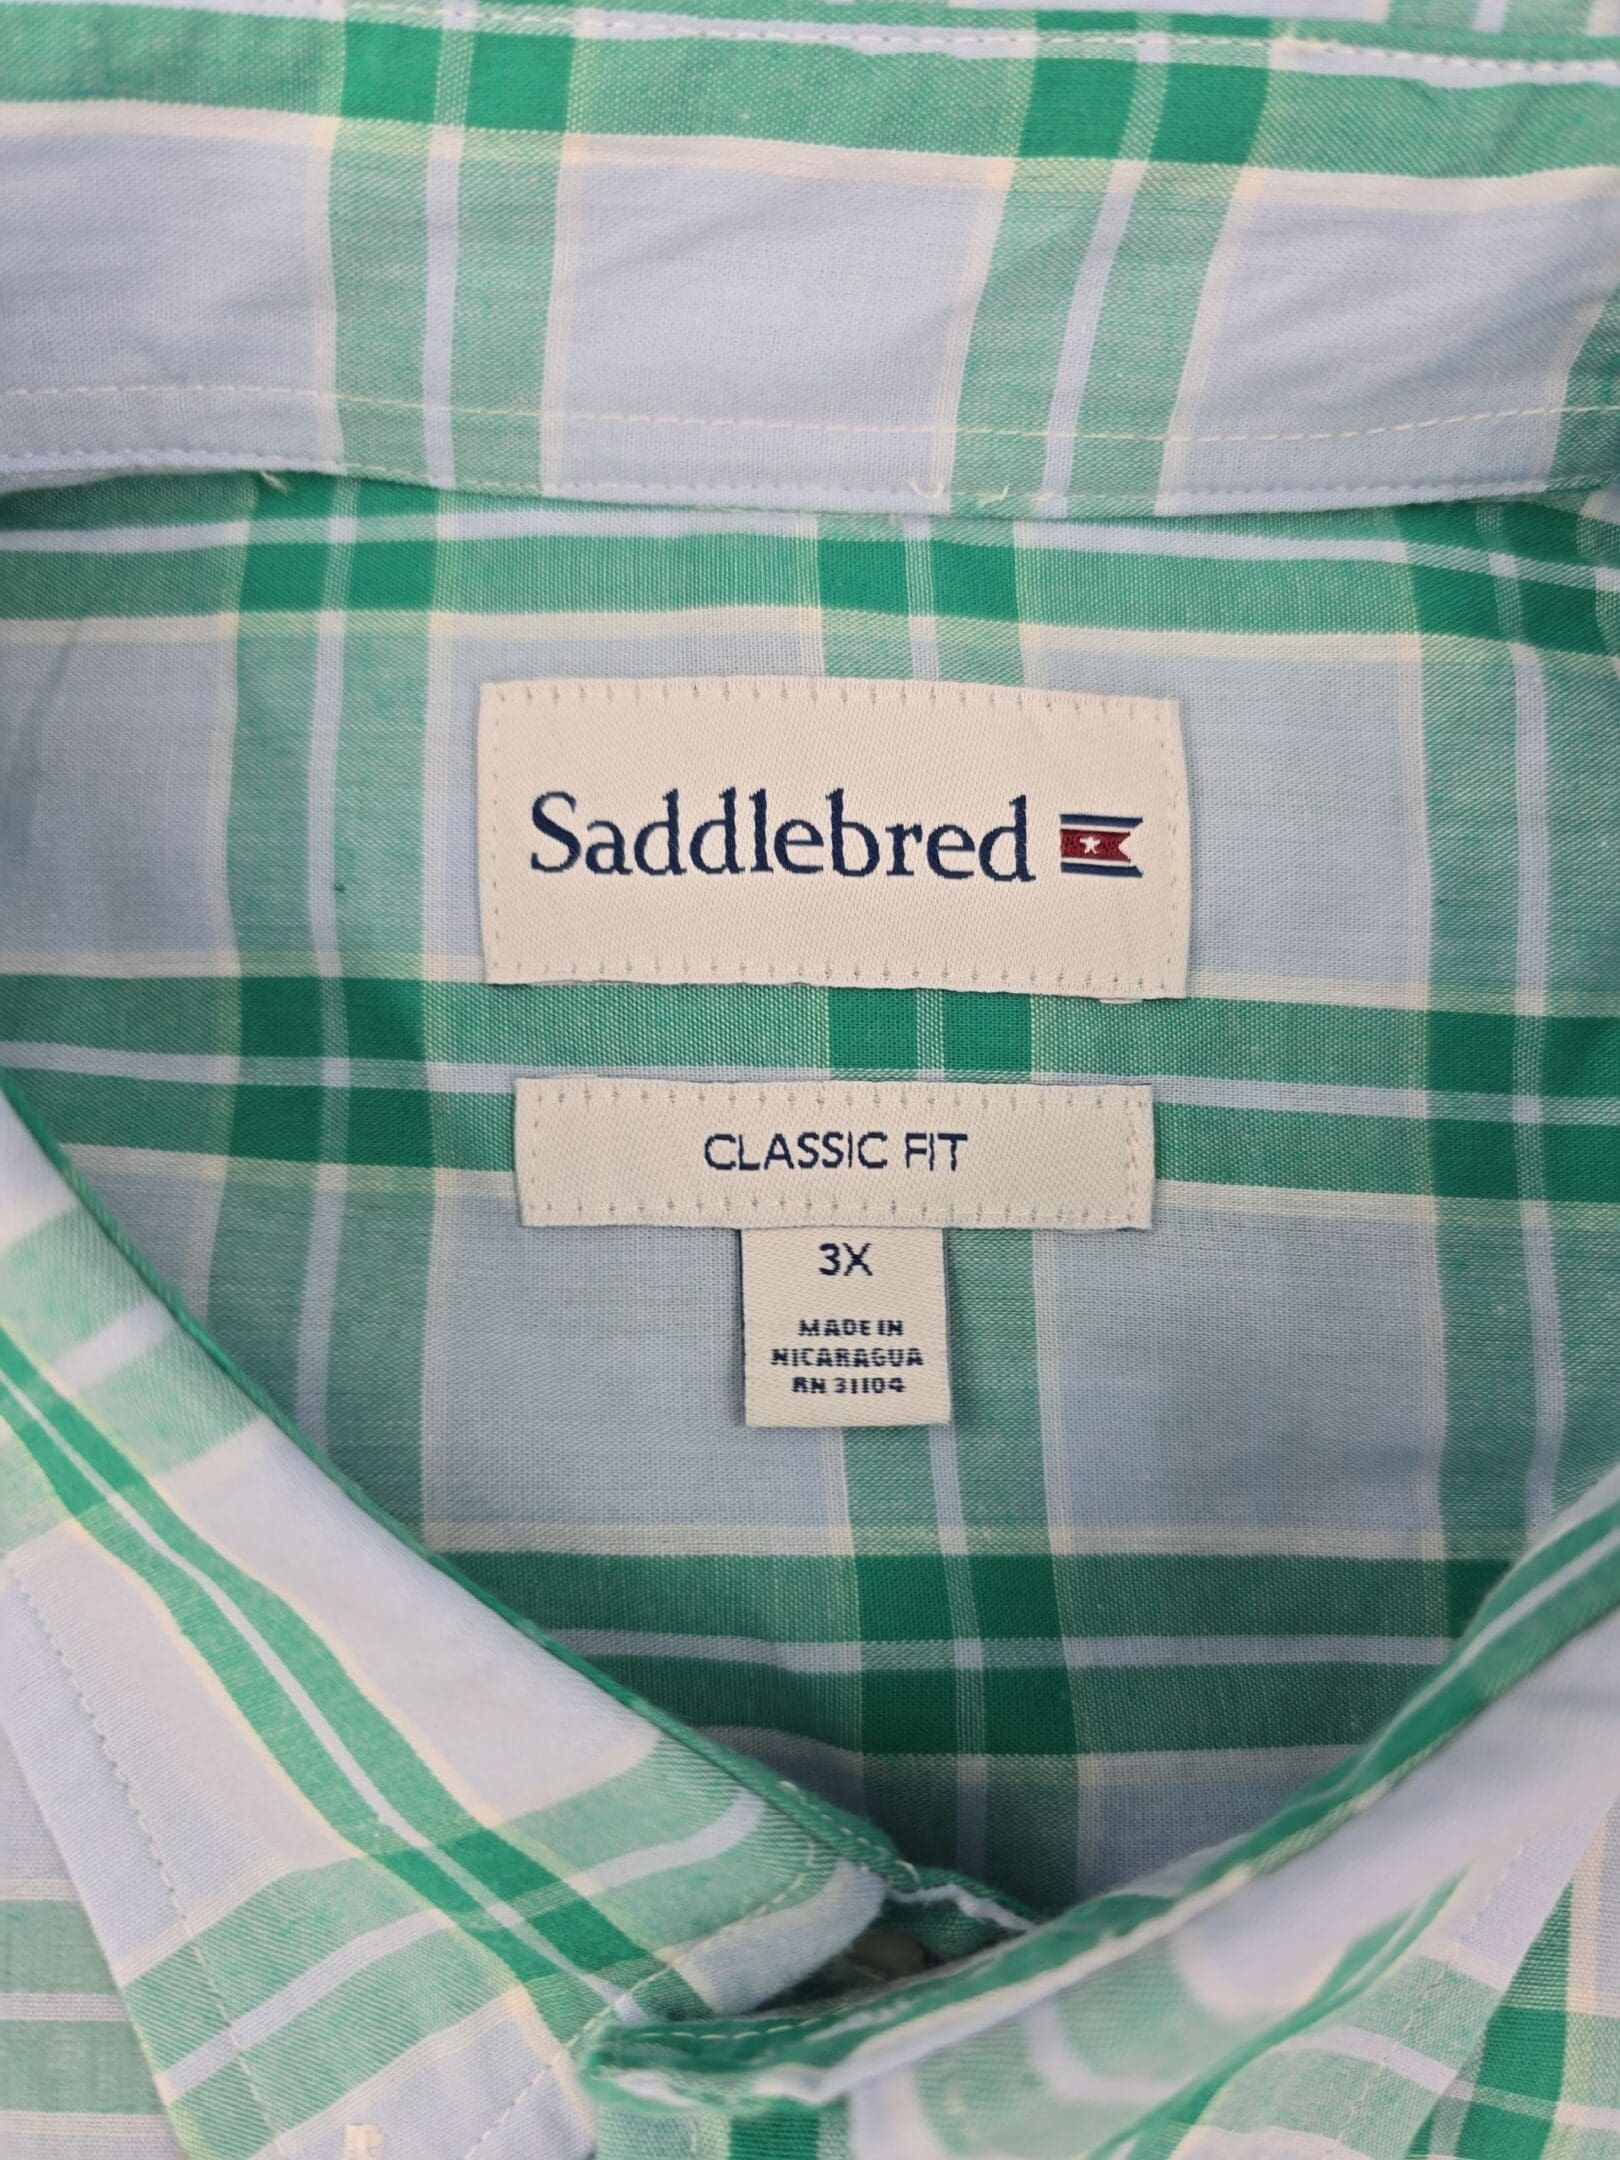 Saddlebred
CLASSIC FIT
3X
MADE IN
NICARAGUA
RN 31104